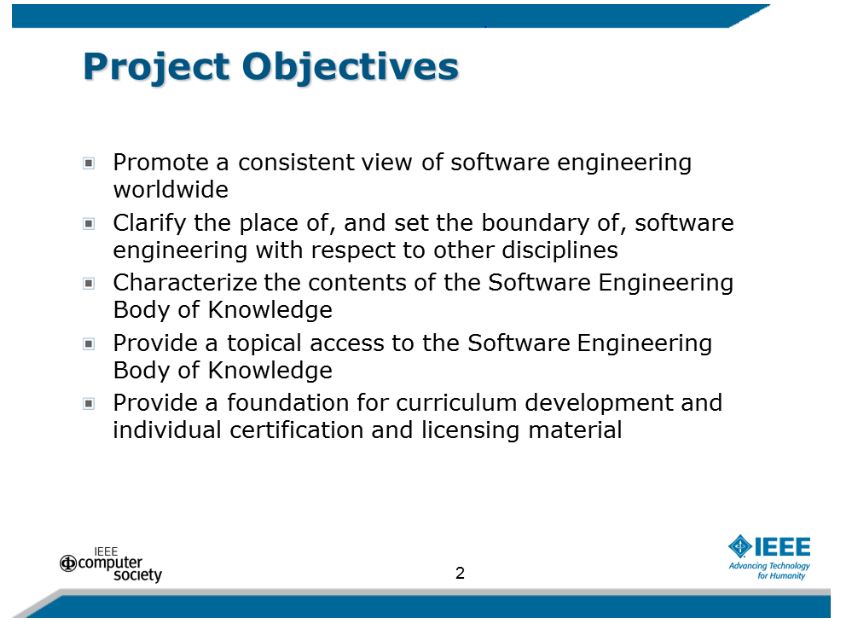 Project Objectives
Promote a consistent view of software engineering
worldwide
Clarify the place of, and set the boundary of, software
engineering with respect to other disciplines
Characterize the contents of the Software Engineering
Body of Knowledge
Provide a topical access to the Software Engineering
Body of Knowledge
Provide a foundation for curriculum development and
individual certification and licensing material
IEEE
computer
society
2
IEEE
Advancing Technology
for Humanity